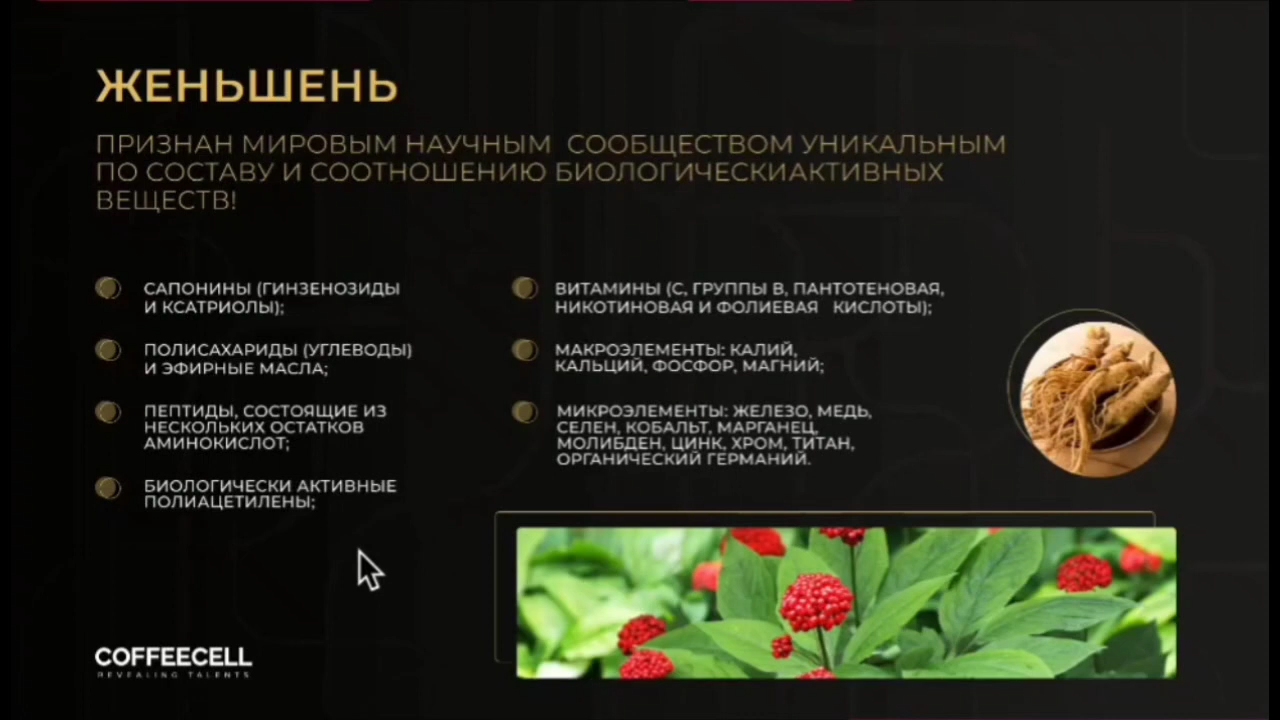 ЖЕНЬШЕНЬ
ПРИЗНАН МИРОВЫМ НАУЧНЫМ СООБЩЕСТВОМ УНИКАЛЬНЫМ
ПО СОСТАВУ И СООТНОШЕНИЮ БИОЛОГИЧЕСКИАКТИВНЫХ
ВЕЩЕСТВ!
САПОНИНЫ (ГИНЗЕНОЗИДЫ
И КСАТРИОЛЫ);
ПОЛИСАХАРИДЫ (УГЛЕВОДЫ)
И ЭФИРНЫЕ МАСЛА;
ПЕПТИДЫ, СОСТОЯЩИЕ ИЗ
НЕСКОЛЬКИХ ОСТАТКОВ
АМИНОКИСЛОТ;
БИОЛОГИЧЕСКИ АКТИВНЫЕ
ПОЛИАЦЕТИЛЕНЫ;
ВИТАМИНЫ (С, ГРУППЫ В, ПАНТОТЕНОВАЯ,
НИКОТИНОВАЯ И ФОЛИЕВАЯ КИСЛОТЫ);
МАКРОЭЛЕМЕНТЫ: КАЛИЙ,
КАЛЬЦИЙ, ФОСФОР, МАГНИЙ;
МИКРОЭЛЕМЕНТЫ: ЖЕЛЕЗО, МЕДЬ,
СЕЛЕН, КОБАЛЬТ, МАРГАНЕЦ,
МОЛИБДЕН, ЦИНК, ХРОМ, ТИТАН,
ОРГАНИЧЕСКИЙ ГЕРМАНИЙ.
COFFEECELL
REVEALING TALENTS